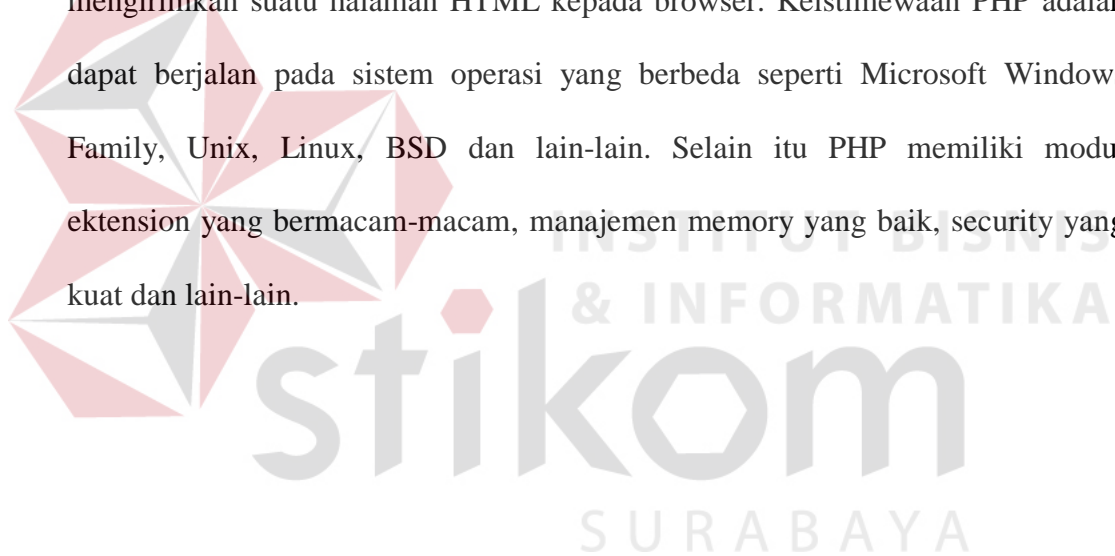 mengirimkan suatu halaman HTML kepada browser. Keistimewaan PHP adalah
dapat berjalan pada sistem operasi yang berbeda seperti Microsoft Window
Family, Unix, Linux, BSD dan lain-lain. Selain itu PHP memiliki modu
ektension yang bermacam-macam, manajemen memory yang baik, security yang
kuat dan lain-lain.
INSTITUT BISNIS
& INFORMATIKA
stikom
SURABAYA